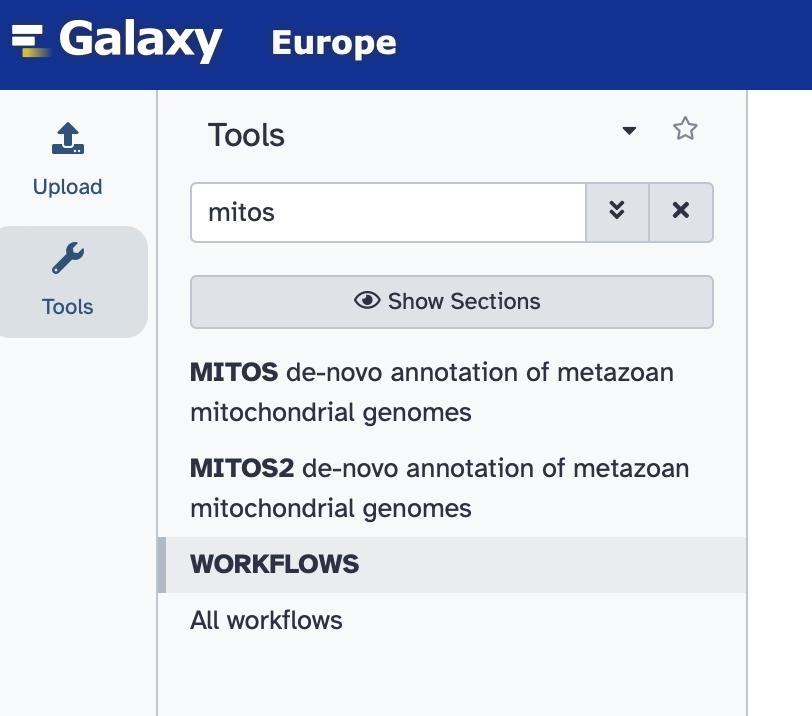 Galaxy Europe
Upload
Tools
Tools
mitos
Show Sections
MITOS de-novo annotation of metazoan
mitochondrial genomes
MITOS2 de-novo annotation of metazoan
mitochondrial genomes
WORKFLOWS
All workflows